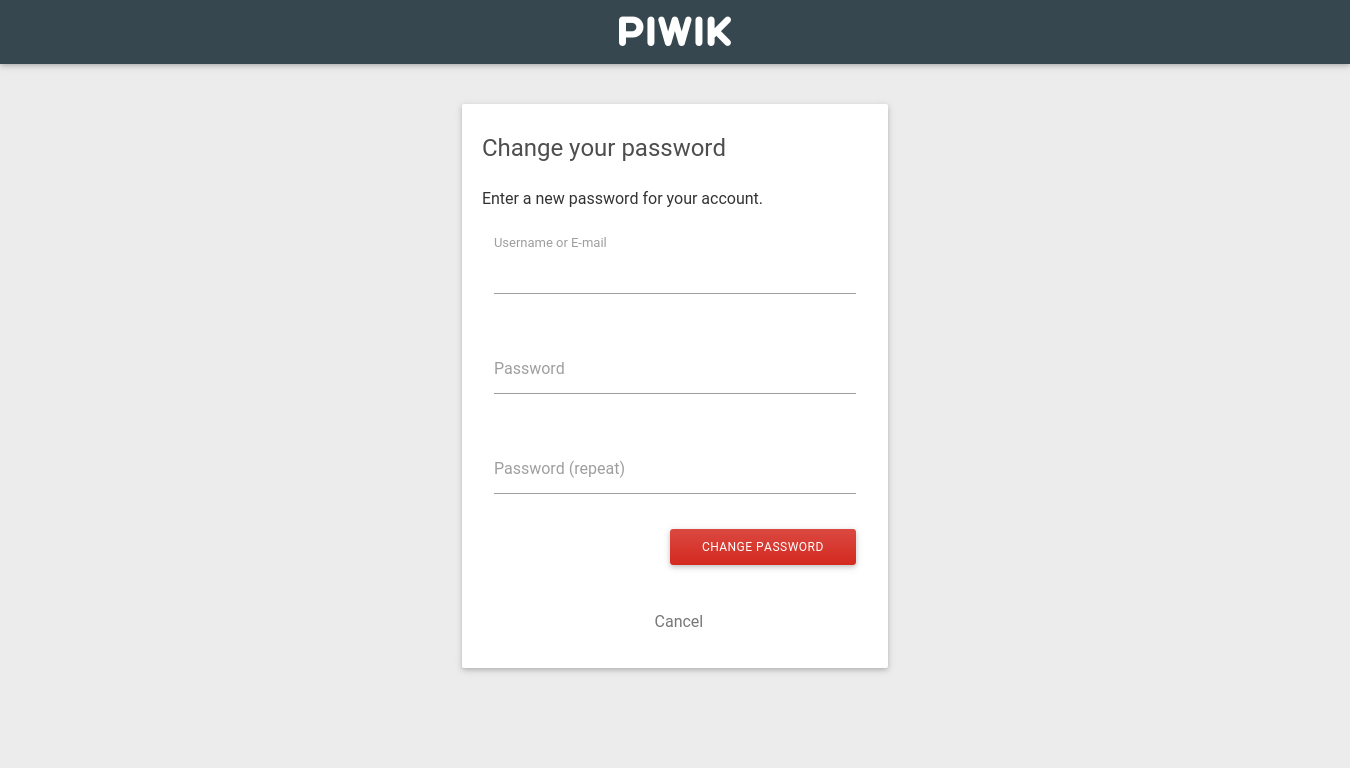 PIWIK
Change your password
Enter a new password for your account.
Username or E-mail
Password
Password (repeat)
CHANGE PASSWORD
Cancel